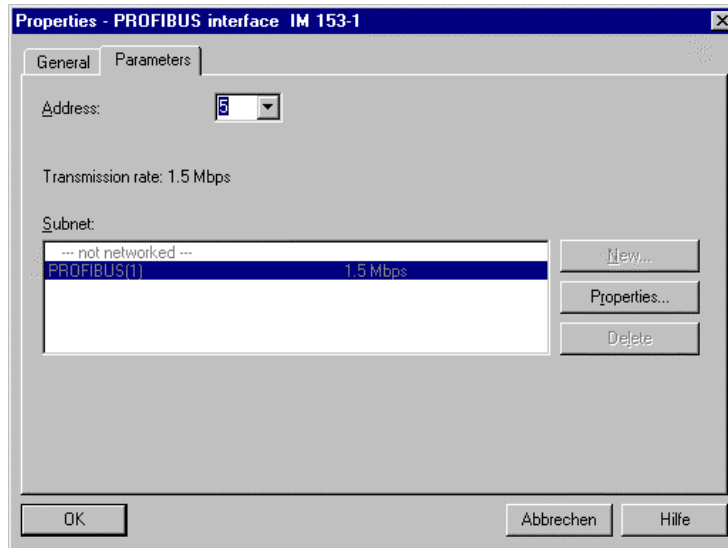 Properties - PROFIBUS interface IM 153-1
General Parameters
Address: 5
Transmission rate: 1.5 Mbps
Subnet:
--- not networked --- New...
PROFIBUS(1) 1.5 Mbps
Properties...
Delete
OK Abbrechen Hilfe